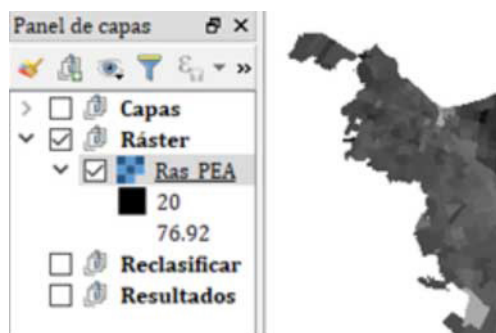 Panel de capas
Capas
Ráster
Ras PEA
20
76.92
Reclasificar
Resultados